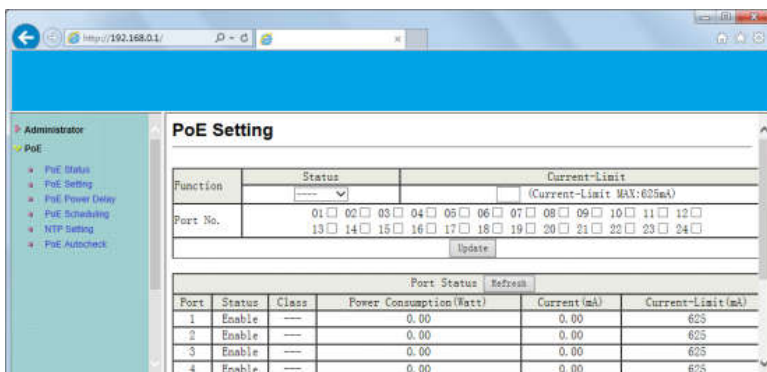 http://192.168.0.1/
Administrator
PoE
PoE Status
PoE Setting
PoE Power Delay
PoE Scheduling
NTP Setting
PoE Autocheck
PoE Setting
Function Status Current-Limit
---- (Current-Limit MAX:625mA)
Port No. 01 02 03 04 05 06 07 08 09 10 11 12
13 14 15 16 17 18 19 20 21 22 23 24
Update
Port Status Refresh
Port Status Class Power Consumption(Watt) Current(mA) Current-Limit(mA)
1 Enable --- 0.00 0.00 625
2 Enable --- 0.00 0.00 625
3 Enable --- 0.00 0.00 625
4 Enable --- 0.00 0.00 625